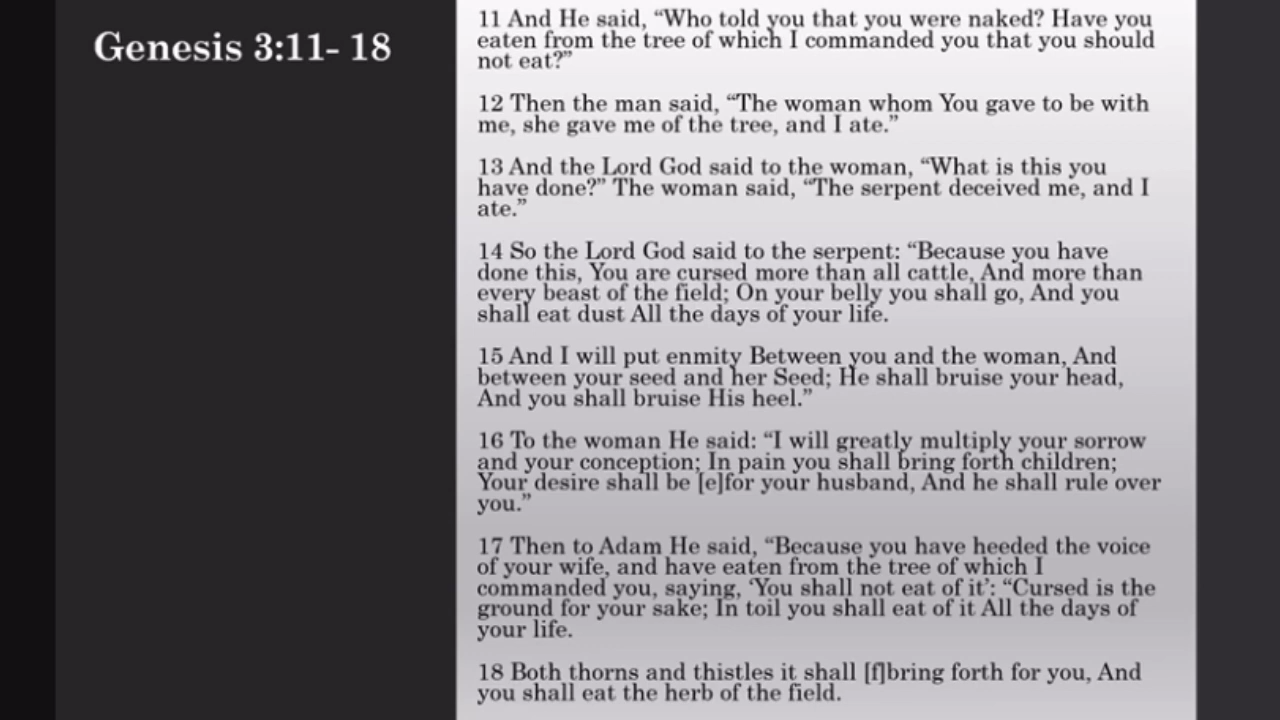 Genesis 3:11- 18
11 And He said, “Who told you that you were naked? Have you
eaten from the tree of which I commanded you that you should
not eat?”
12 Then the man said, “The woman whom You gave to be with
me, she gave me of the tree, and I ate.”
13 And the Lord God said to the woman, “What is this you
have done?” The woman said, “The serpent deceived me, and I
ate.”
14 So the Lord God said to the serpent: “Because you have
done this, You are cursed more than all cattle, And more than
every beast of the field; On your belly you shall go, And you
shall eat dust All the days of your life.
15 And I will put enmity Between you and the woman, And
between your seed and her Seed; He shall bruise your head,
And you shall bruise His heel.”
16 To the woman He said: “I will greatly multiply your sorrow
and your conception; In pain you shall bring forth children;
Your desire shall be [e]for your husband, And he shall rule over
you.”
17 Then to Adam He said, “Because you have heeded the voice
of your wife, and have eaten from the tree of which I
commanded you, saying, ‘You shall not eat of it’: “Cursed is the
ground for your sake; In toil you shall eat of it All the days of
your life.
18 Both thorns and thistles it shall [f]bring forth for you, And
you shall eat the herb of the field.